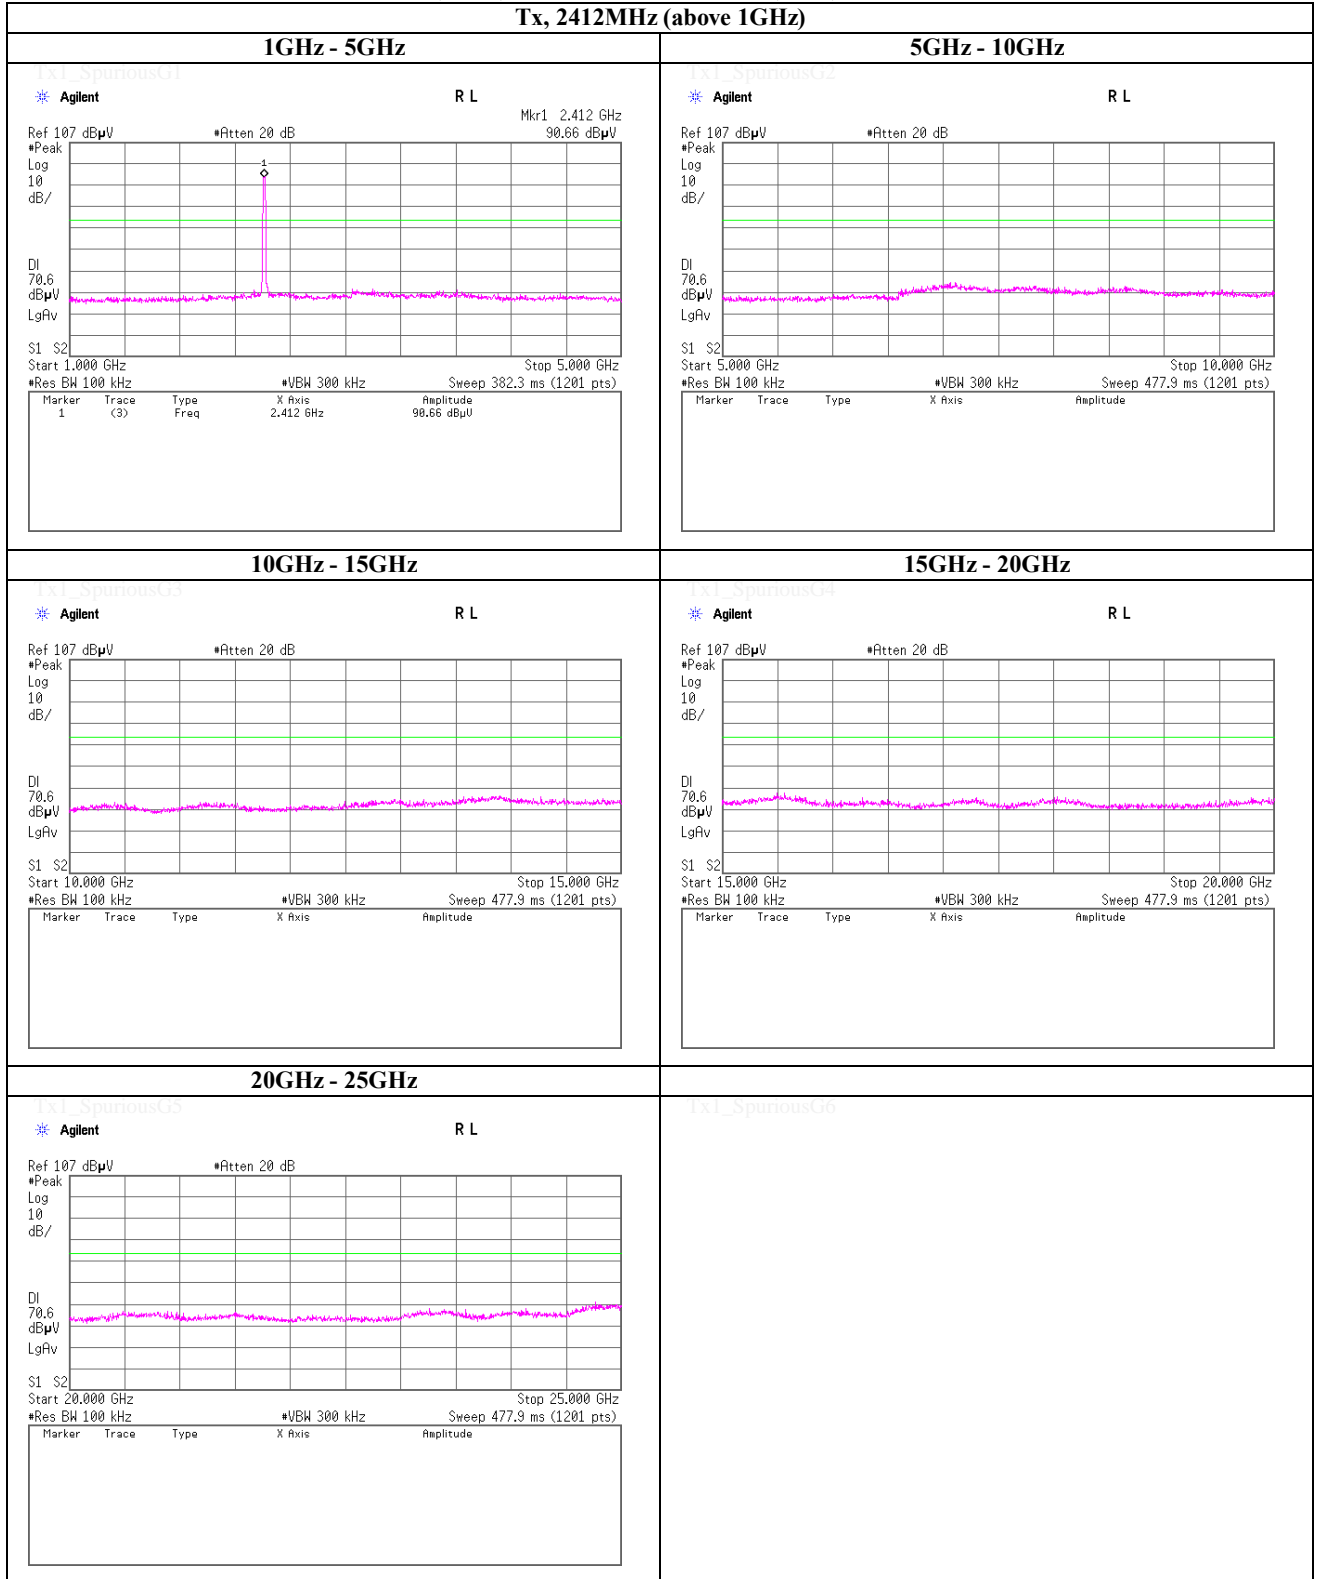 Tx, 2412MHz (above 1GHz)
1GHz - 5GHz
Tx1_SpuriousG1
Agilent
R L
Mkr1 2.412 GHz
Ref 107 dBµV #Atten 20 dB 90.66 dBµV
#Peak
Log
10
dB/
1
DI
70.6
dBµV
LgAv
S1 S2
Start 1.000 GHz Stop 5.000 GHz
#Res BW 100 kHz #VBW 300 kHz Sweep 382.3 ms (1201 pts)
Marker Trace Type X Axis Amplitude
1 (3) Freq 2.412 GHz 90.66 dBµV
5GHz - 10GHz
Tx1_SpuriousG2
Agilent
R L
Ref 107 dBµV #Atten 20 dB
#Peak
Log
10
dB/
DI
70.6
dBµV
LgAv
S1 S2
Start 5.000 GHz Stop 10.000 GHz
#Res BW 100 kHz #VBW 300 kHz Sweep 477.9 ms (1201 pts)
Marker Trace Type X Axis Amplitude
10GHz - 15GHz
Tx1_SpuriousG3
Agilent
R L
Ref 107 dBµV #Atten 20 dB
#Peak
Log
10
dB/
DI
70.6
dBµV
LgAv
S1 S2
Start 10.000 GHz Stop 15.000 GHz
#Res BW 100 kHz #VBW 300 kHz Sweep 477.9 ms (1201 pts)
Marker Trace Type X Axis Amplitude
15GHz - 20GHz
Tx1_SpuriousG4
Agilent
R L
Ref 107 dBµV #Atten 20 dB
#Peak
Log
10
dB/
DI
70.6
dBµV
LgAv
S1 S2
Start 15.000 GHz Stop 20.000 GHz
#Res BW 100 kHz #VBW 300 kHz Sweep 477.9 ms (1201 pts)
Marker Trace Type X Axis Amplitude
20GHz - 25GHz
Tx1_SpuriousG5
Agilent
R L
Ref 107 dBµV #Atten 20 dB
#Peak
Log
10
dB/
DI
70.6
dBµV
LgAv
S1 S2
Start 20.000 GHz Stop 25.000 GHz
#Res BW 100 kHz #VBW 300 kHz Sweep 477.9 ms (1201 pts)
Marker Trace Type X Axis Amplitude
Tx1_SpuriousG6